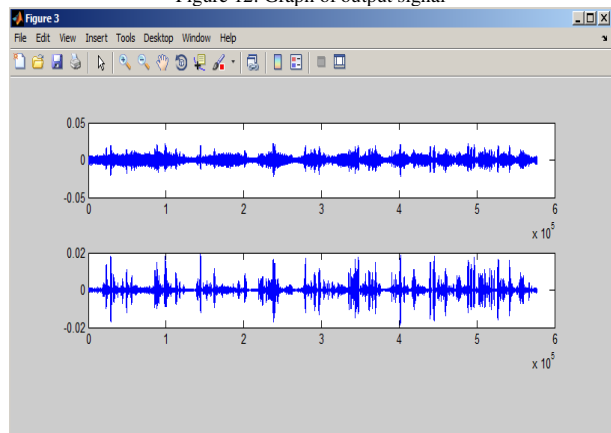 Figure 12: Graph of output signal
Figure 3
File Edit View Insert Tools Desktop Window Help
0.05
0
-0.05
0 1 2 3 4 5 6
x 10^5
0.02
0
-0.02
0 1 2 3 4 5 6
x 10^5